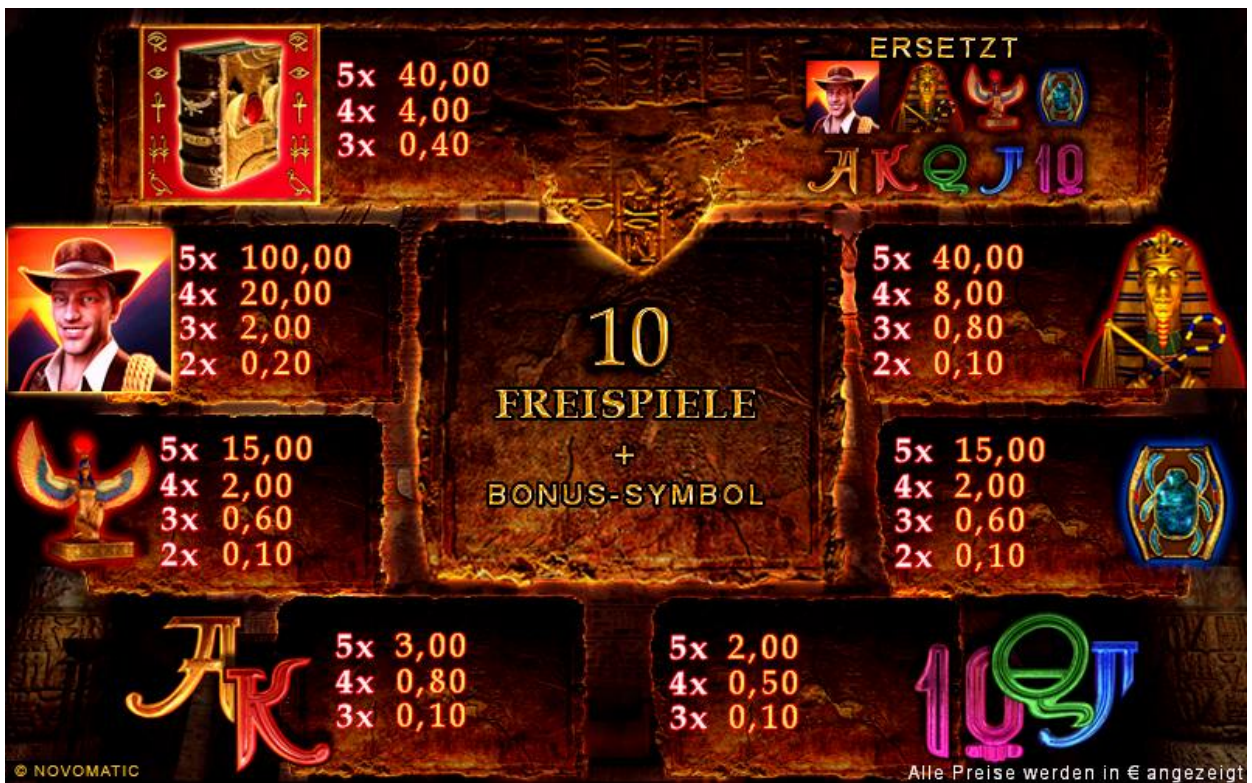 ERSETZT
5x 40,00
4x 4,00
3x 0,40
A K Q J 10
5x 100,00
4x 20,00
3x 2,00
2x 0,20
10
FREISPIELE
+
BONUS-SYMBOL
5x 40,00
4x 8,00
3x 0,80
2x 0,10
5x 15,00
4x 2,00
3x 0,60
2x 0,10
5x 15,00
4x 2,00
3x 0,60
2x 0,10
A K
5x 3,00
4x 0,80
3x 0,10
5x 2,00
4x 0,50
3x 0,10
10 Q J
© NOVOMATIC
Alle Preise werden in € angezeigt